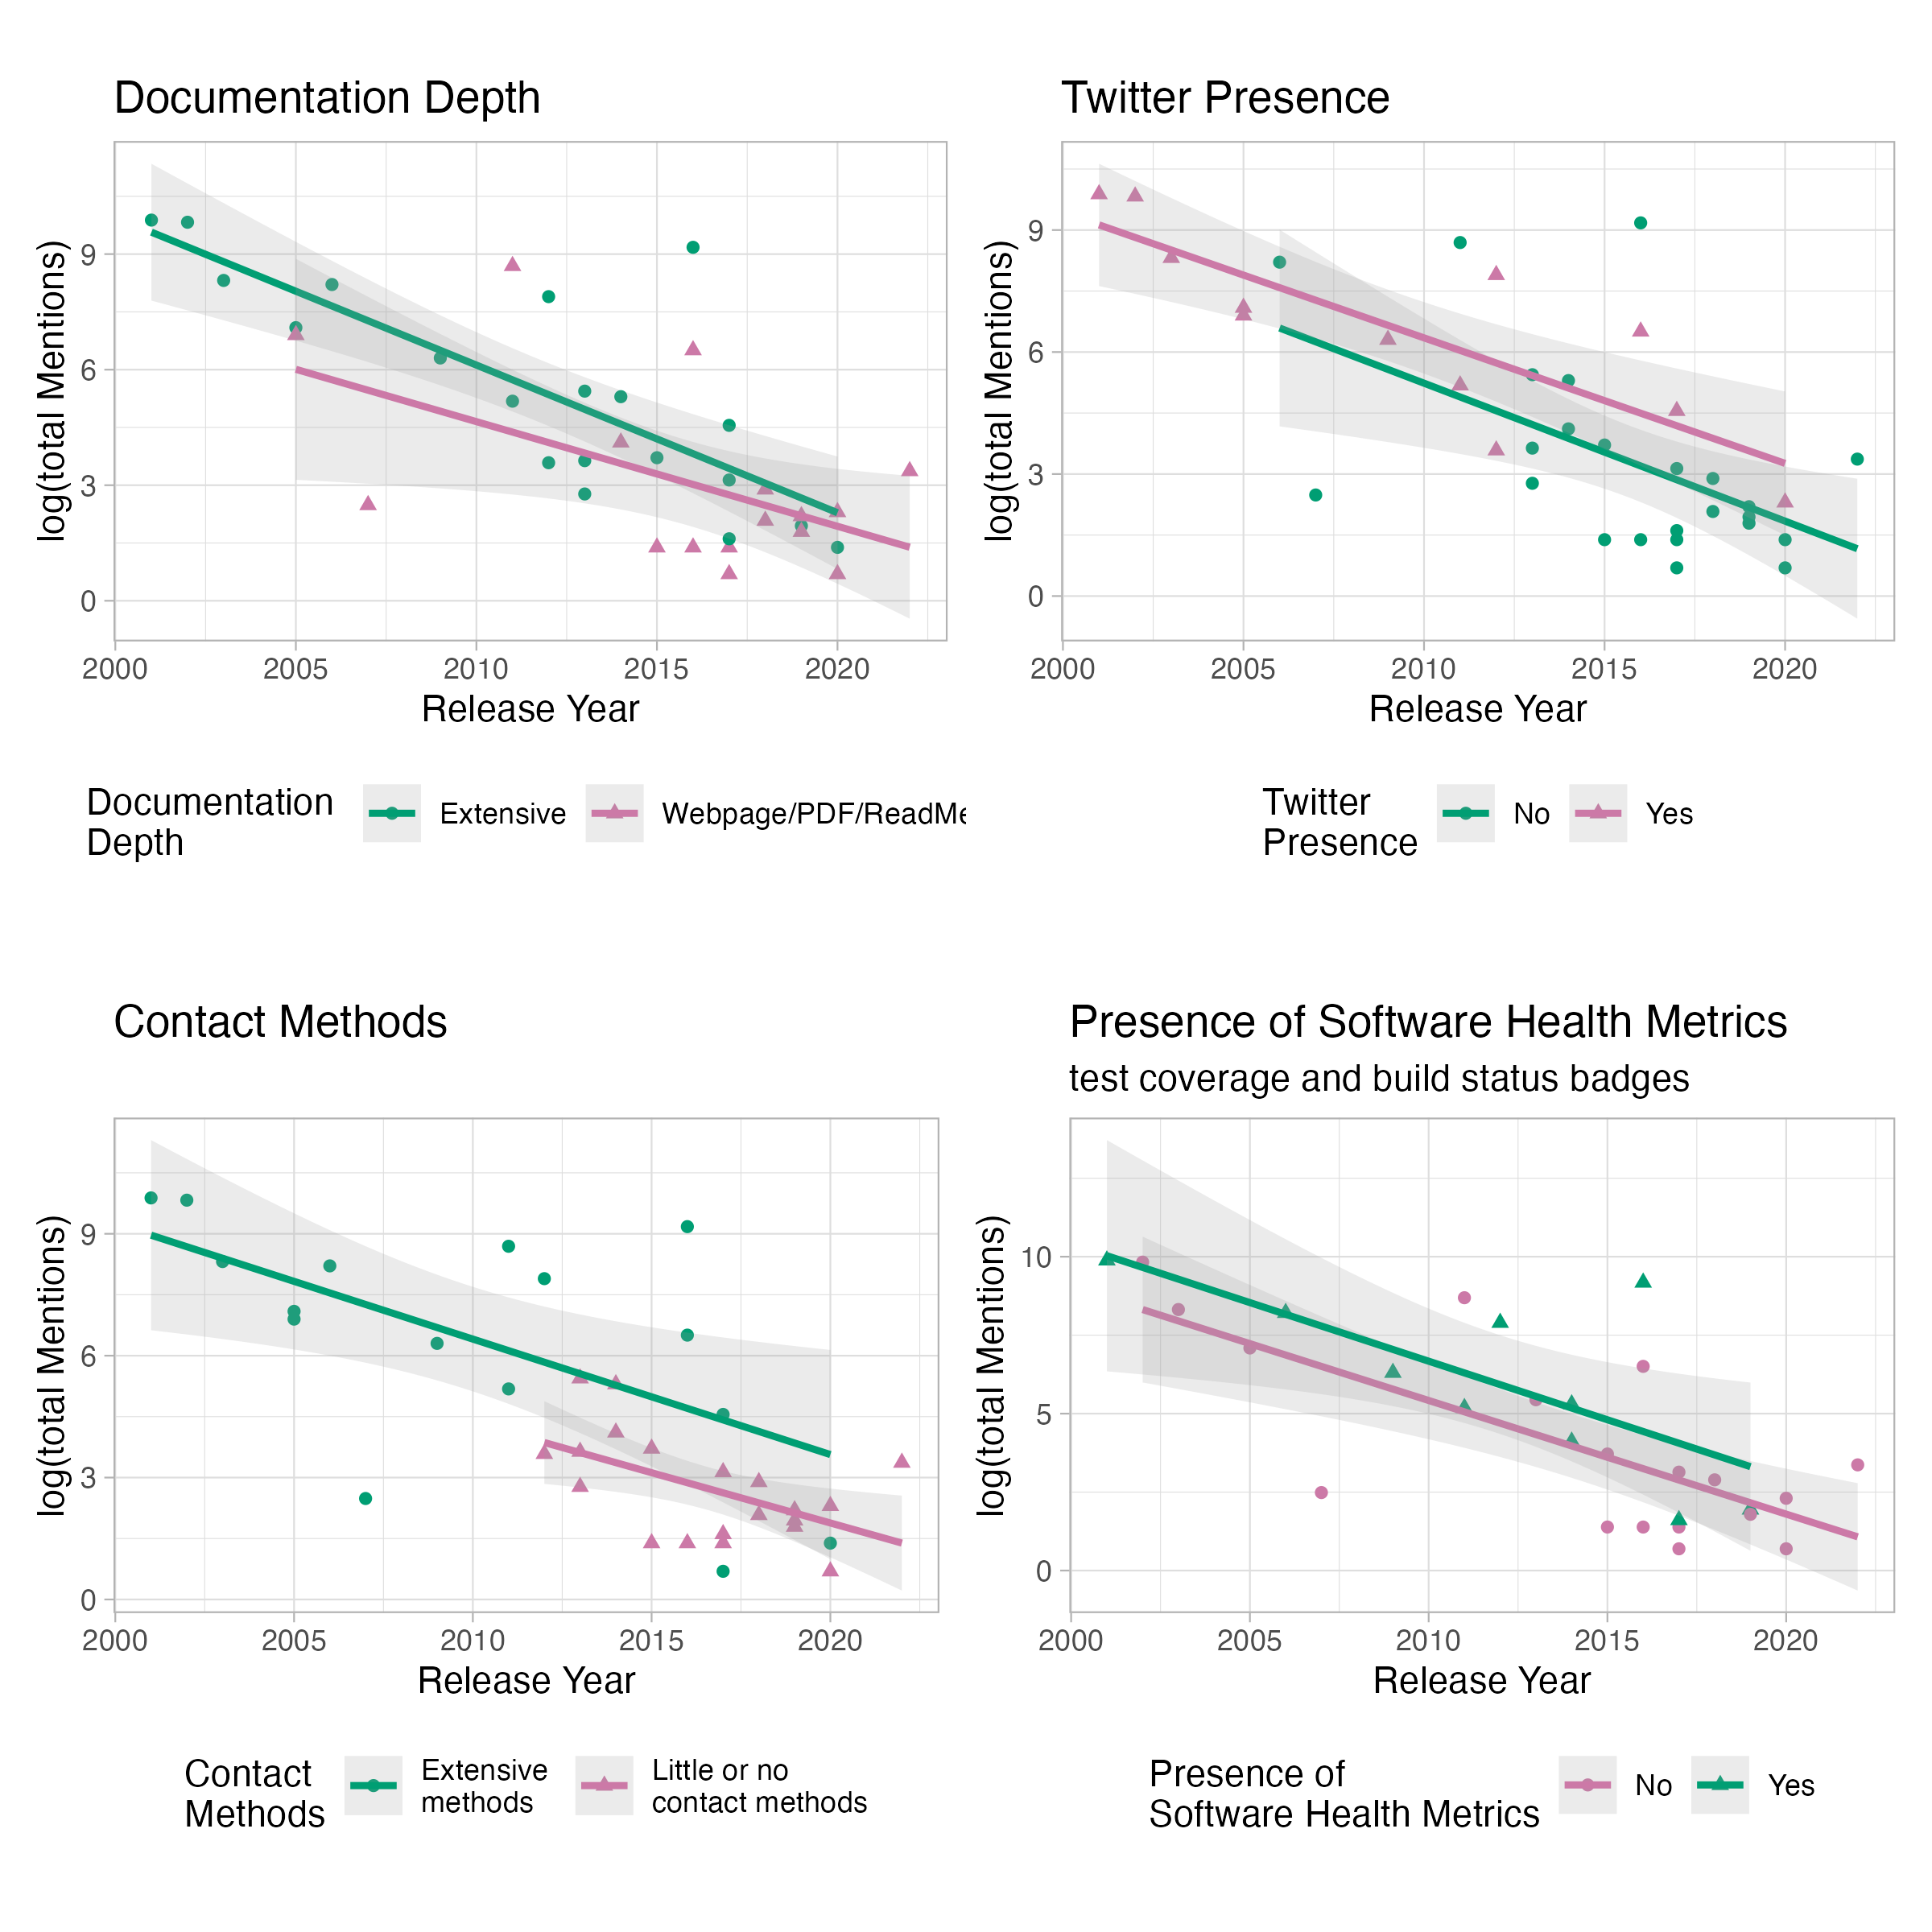 Documentation Depth
log(total Mentions)
9
6
3
0
2000 2005 2010 2015 2020
Release Year
Documentation
Depth
Extensive Webpage/PDF/ReadMe
Twitter Presence
log(total Mentions)
9
6
3
0
2000 2005 2010 2015 2020
Release Year
Twitter
Presence
No Yes
Contact Methods
log(total Mentions)
9
6
3
0
2000 2005 2010 2015 2020
Release Year
Contact
Methods
Extensive
methods
Little or no
contact methods
Presence of Software Health Metrics
test coverage and build status badges
log(total Mentions)
10
5
0
2000 2005 2010 2015 2020
Release Year
Presence of
Software Health Metrics
No Yes